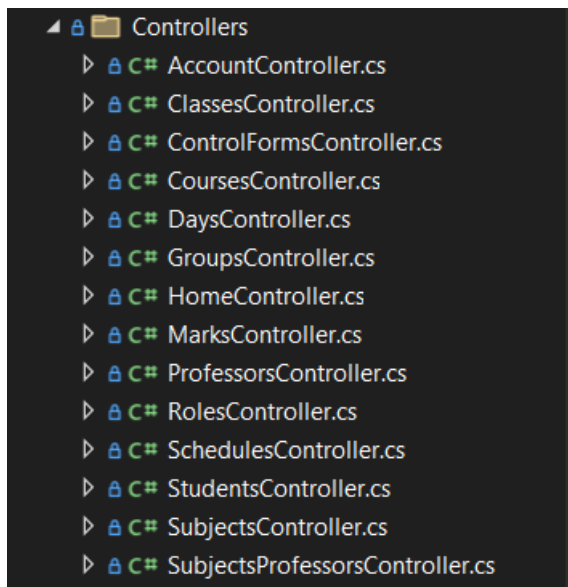 Controllers
C# AccountController.cs
C# ClassesController.cs
C# ControlFormsController.cs
C# CoursesController.cs
C# DaysController.cs
C# GroupsController.cs
C# HomeController.cs
C# MarksController.cs
C# ProfessorsController.cs
C# RolesController.cs
C# SchedulesController.cs
C# StudentsController.cs
C# SubjectsController.cs
C# SubjectsProfessorsController.cs